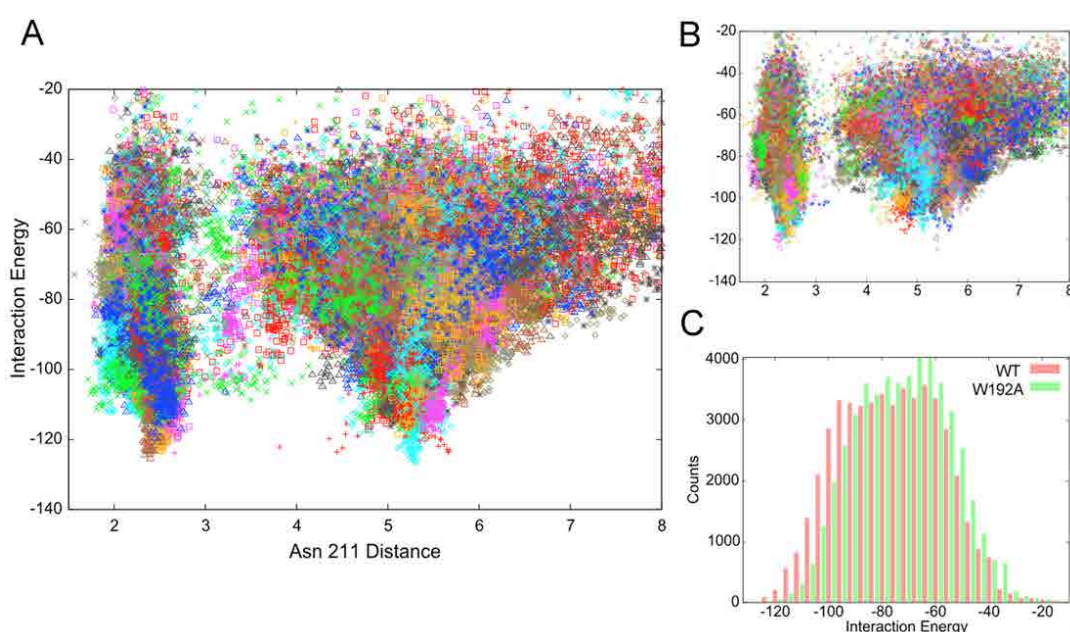 A
-20
-40
-60
-80
-100
-120
-140
Interaction Energy
2 3 4 5 6 7 8
Asn 211 Distance
B
-20
-40
-60
-80
-100
-120
-140
2 3 4 5 6 7 8
C
4000
3000
2000
1000
0
Counts
WT
W192A
-120 -100 -80 -60 -40 -20
Interaction Energy